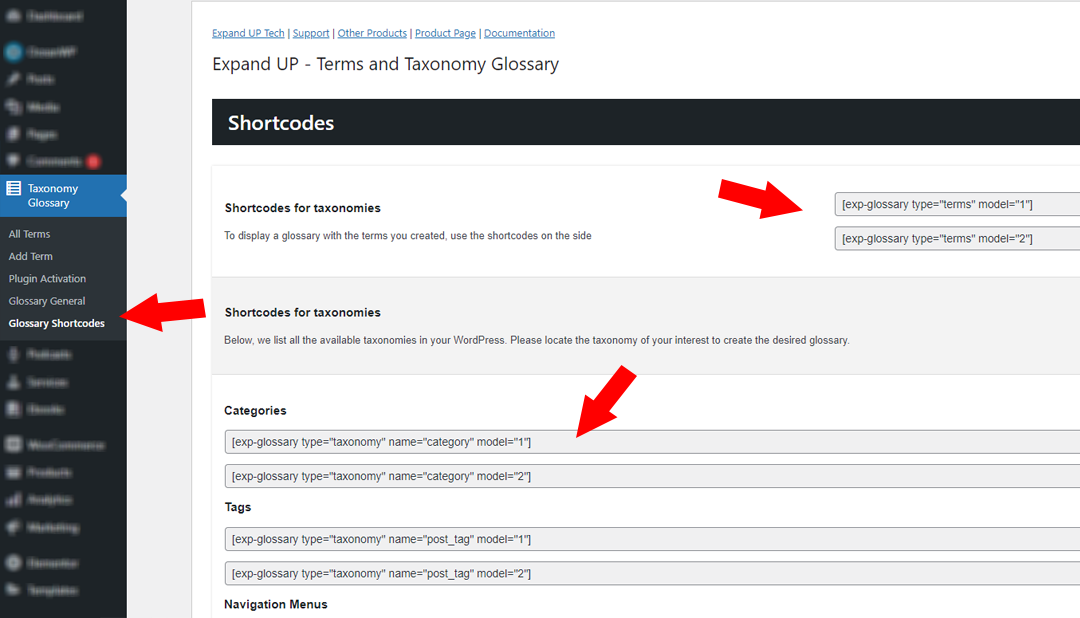 Taxonomy
Glossary
All Terms
Add Term
Plugin Activation
Glossary General
Glossary Shortcodes
Expand UP Tech | Support | Other Products | Product Page | Documentation
Expand UP - Terms and Taxonomy Glossary
Shortcodes
Shortcodes for taxonomies
To display a glossary with the terms you created, use the shortcodes on the side
[exp-glossary type="terms" model="1"]
[exp-glossary type="terms" model="2"]
Shortcodes for taxonomies
Below, we list all the available taxonomies in your WordPress. Please locate the taxonomy of your interest to create the desired glossary.
Categories
[exp-glossary type="taxonomy" name="category" model="1"]
[exp-glossary type="taxonomy" name="category" model="2"]
Tags
[exp-glossary type="taxonomy" name="post_tag" model="1"]
[exp-glossary type="taxonomy" name="post_tag" model="2"]
Navigation Menus